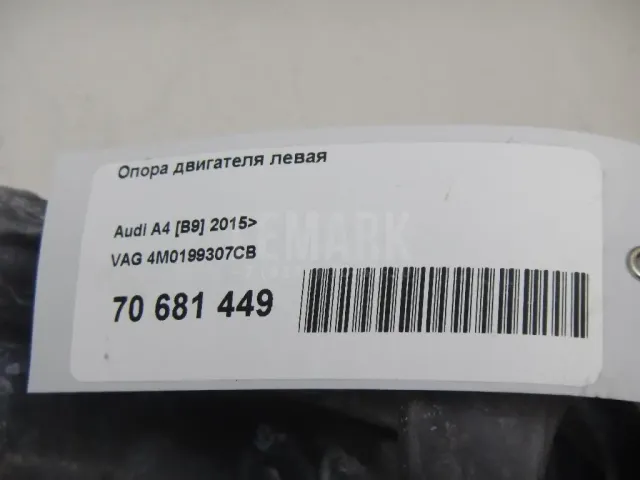 Опора двигателя левая
Audi A4 [B9] 2015>
VAG 4M0199307CB
70 681 449